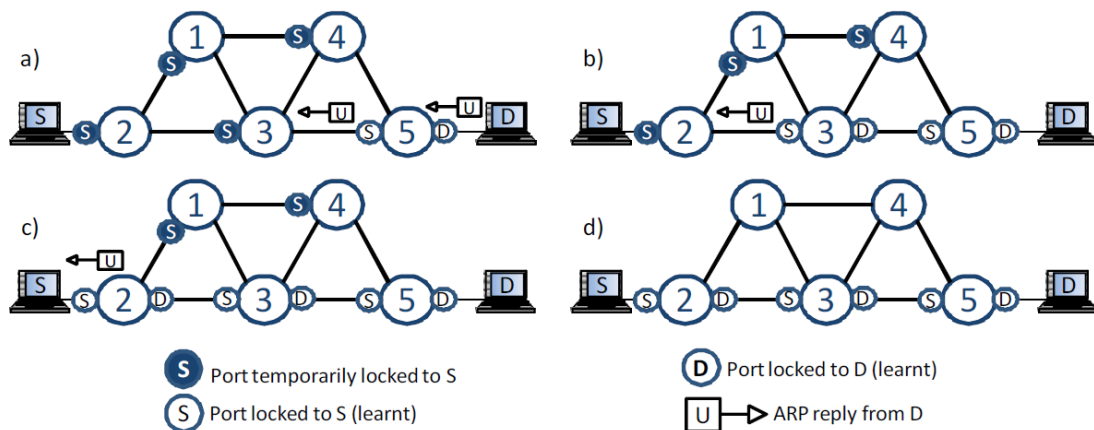 a)
S
S
S
1
S
4
2
S
3
U
S
5
D
U
D
b)
S
S
S
1
S
4
2
U
S
3
D
S
5
D
D
c)
S
U
S
2
D
S
1
S
4
S
3
D
S
5
D
D
d)
S
S
2
D
1
4
S
3
D
S
5
D
D
S Port temporarily locked to S
S Port locked to S (learnt)
D Port locked to D (learnt)
U ARP reply from D